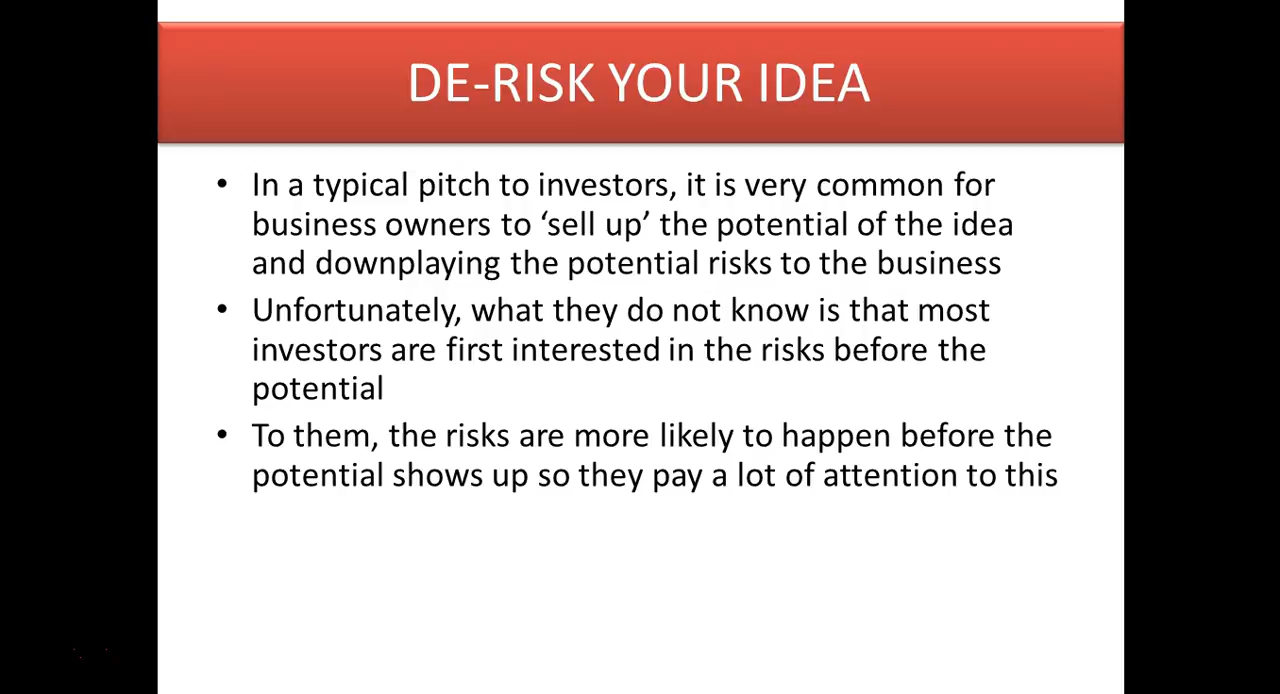 DE-RISK YOUR IDEA
• In a typical pitch to investors, it is very common for
business owners to ‘sell up’ the potential of the idea
and downplaying the potential risks to the business
• Unfortunately, what they do not know is that most
investors are first interested in the risks before the
potential
• To them, the risks are more likely to happen before the
potential shows up so they pay a lot of attention to this